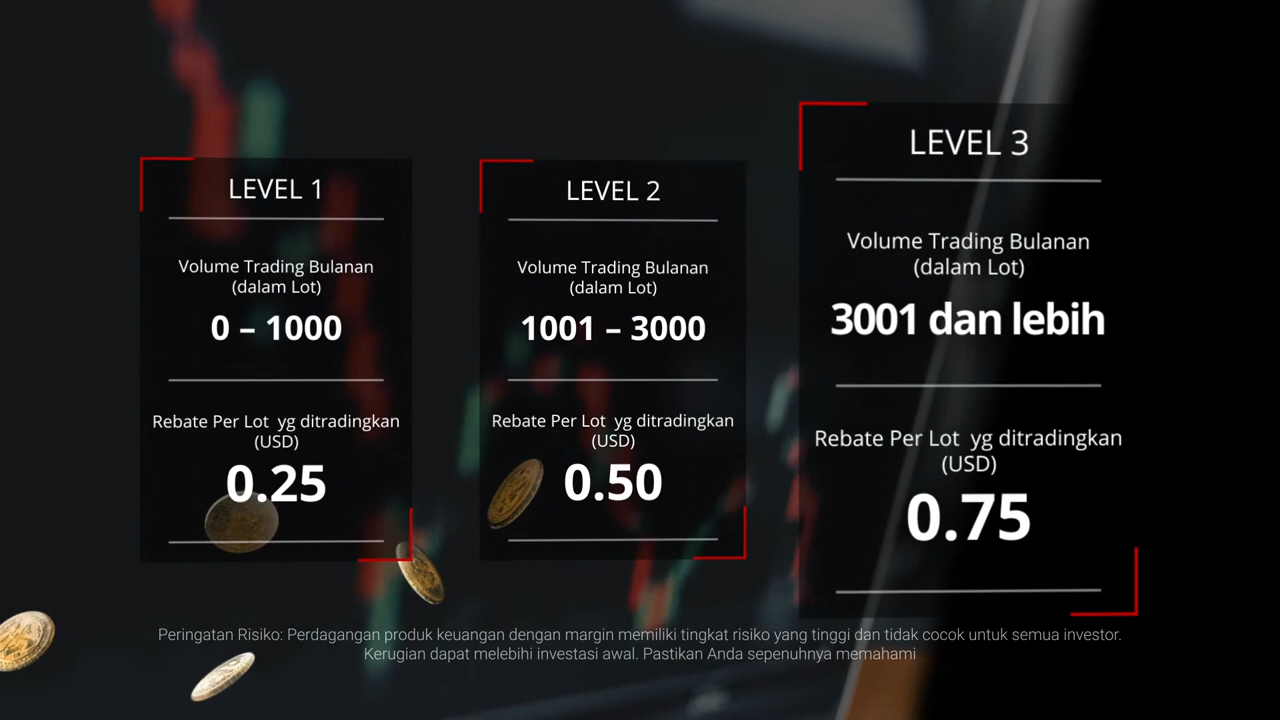 LEVEL 1
Volume Trading Bulanan
(dalam Lot)
0 – 1000
Rebate Per Lot yg ditradingkan
(USD)
0.25
LEVEL 2
Volume Trading Bulanan
(dalam Lot)
1001 – 3000
Rebate Per Lot yg ditradingkan
(USD)
0.50
LEVEL 3
Volume Trading Bulanan
(dalam Lot)
3001 dan lebih
Rebate Per Lot yg ditradingkan
(USD)
0.75
Peringatan Risiko: Perdagangan produk keuangan dengan margin memiliki tingkat risiko yang tinggi dan tidak cocok untuk semua investor.
Kerugian dapat melebihi investasi awal. Pastikan Anda sepenuhnya memahami